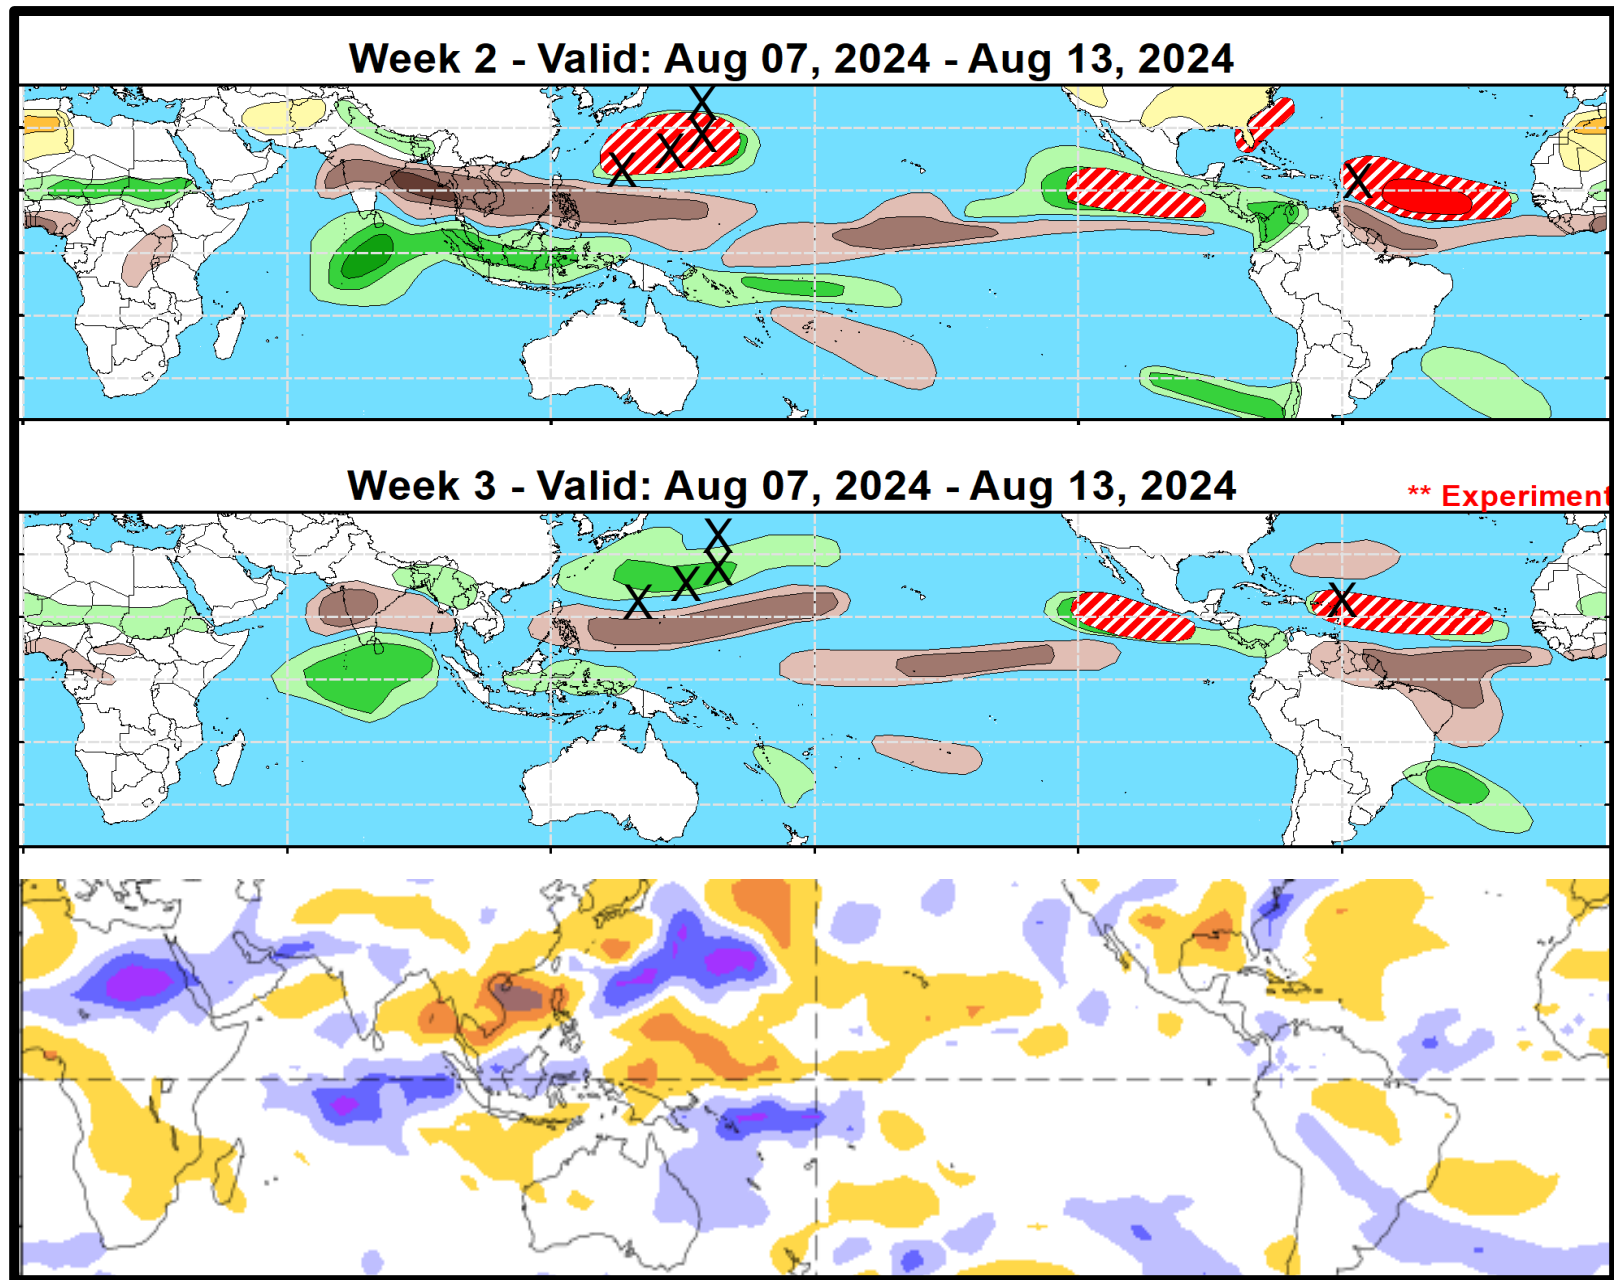 Week 2 - Valid: Aug 07, 2024 - Aug 13, 2024
Week 3 - Valid: Aug 07, 2024 - Aug 13, 2024
** Experiment